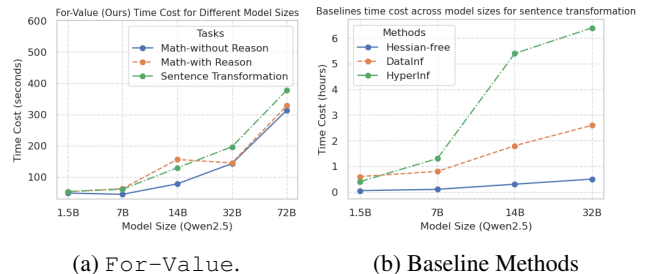 For-Value (Ours) Time Cost for Different Model Sizes
600
500
400
300
200
100
Time Cost (seconds)
Tasks
Math-without Reason
Math-with Reason
Sentence Transformation
1.5B 7B 14B 32B 72B
Model Size (Qwen2.5)
(a) For-Value.
Baselines time cost across model sizes for sentence transformation
6
5
4
3
2
1
0
Time Cost (hours)
Methods
Hessian-free
DataInf
HyperInf
1.5B 7B 14B 32B
Model Size (Qwen2.5)
(b) Baseline Methods